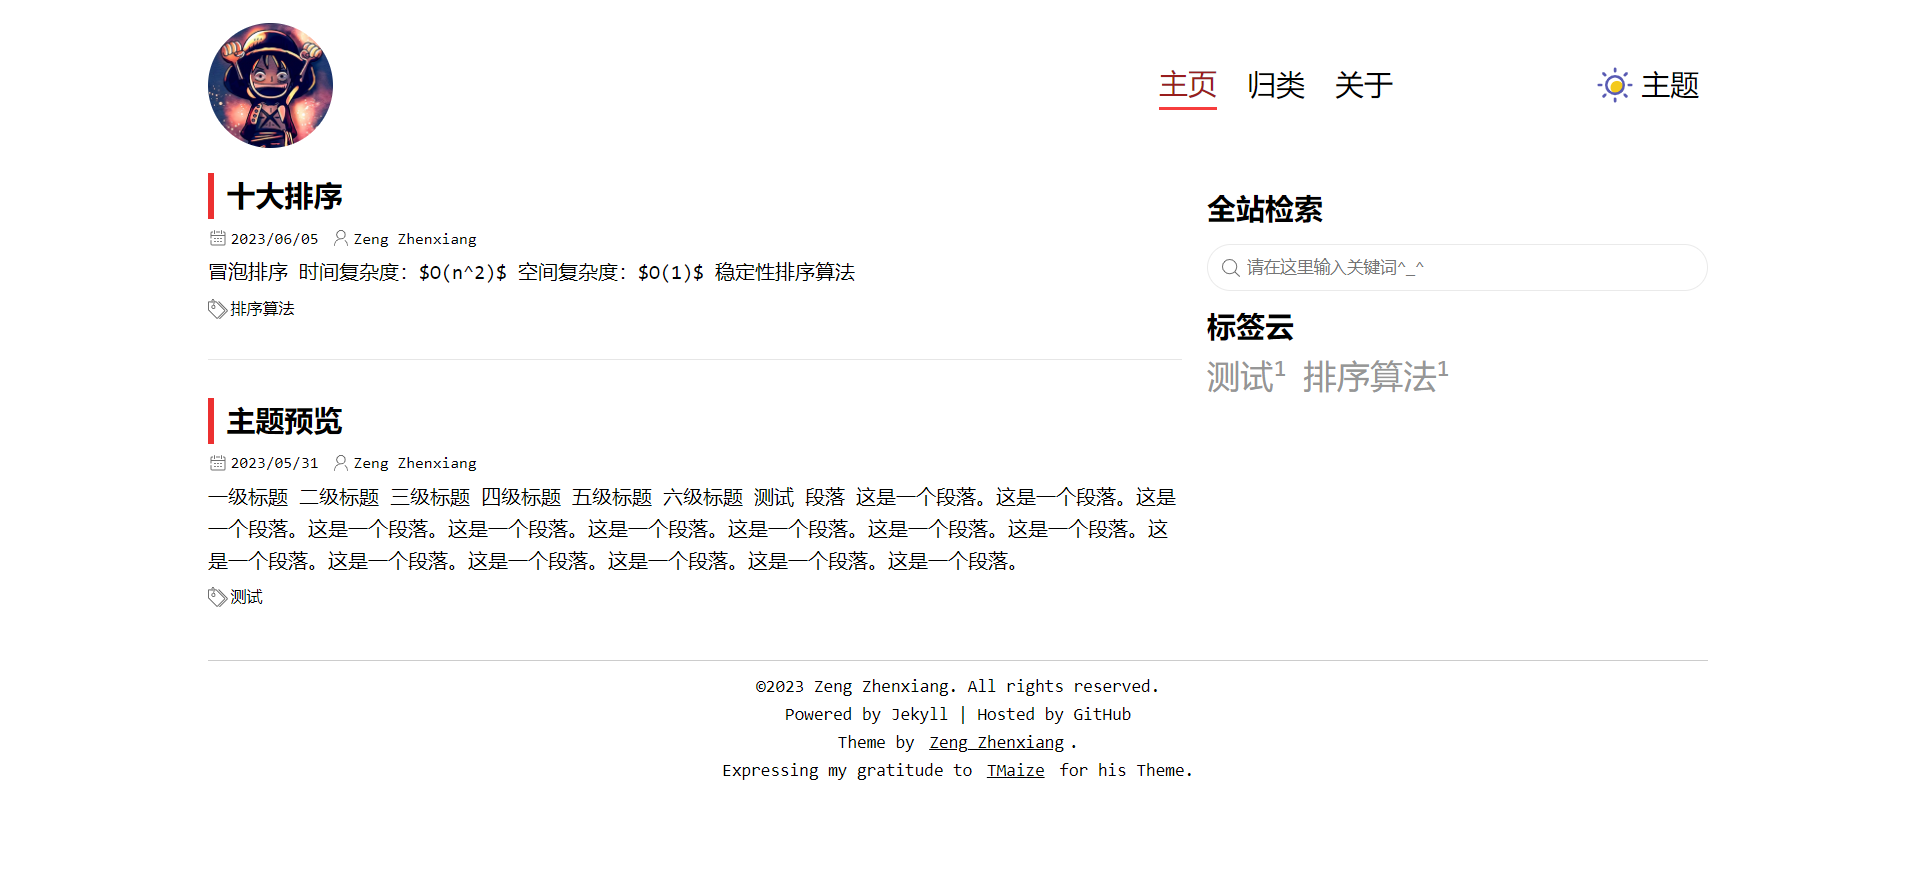 主页 归类 关于 主题
十大排序
2023/06/05 Zeng Zhenxiang
冒泡排序 时间复杂度：$O(n^2)$ 空间复杂度：$O(1)$ 稳定性排序算法
排序算法
主题预览
2023/05/31 Zeng Zhenxiang
一级标题 二级标题 三级标题 四级标题 五级标题 六级标题 测试 段落 这是一个段落。这是一个段落。这是
一个段落。这是一个段落。这是一个段落。这是一个段落。这是一个段落。这是一个段落。这是一个段落。这
是一个段落。这是一个段落。这是一个段落。这是一个段落。这是一个段落。这是一个段落。
测试
全站检索
请在这里输入关键词^_^
标签云
测试1 排序算法1
©2023 Zeng Zhenxiang. All rights reserved.
Powered by Jekyll | Hosted by GitHub
Theme by Zeng Zhenxiang .
Expressing my gratitude to TMaize for his Theme.